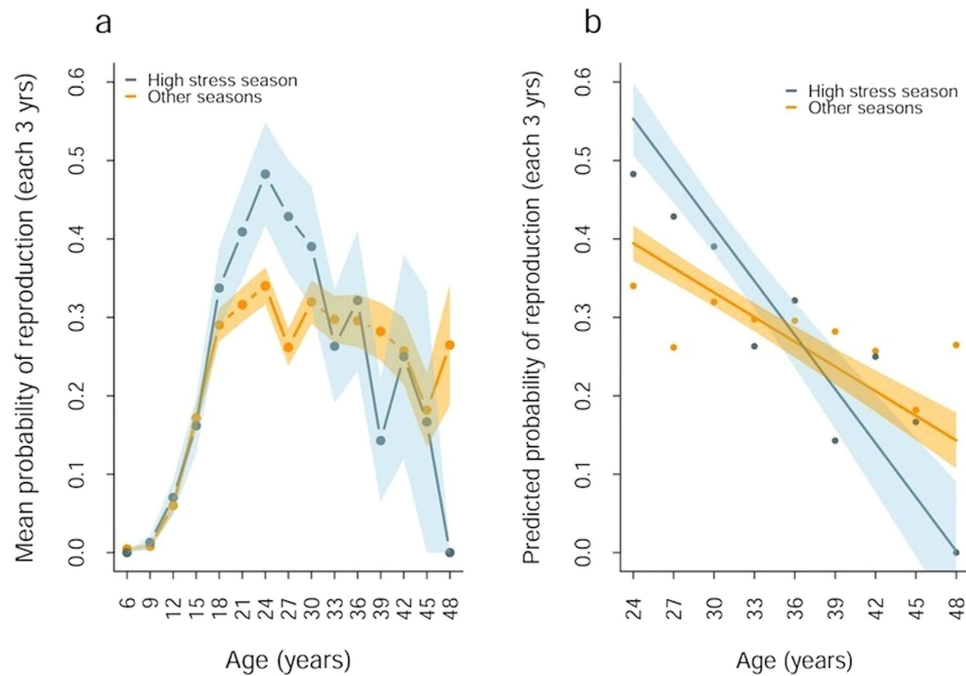 a
Mean probability of reproduction (each 3 yrs)
0.6
0.5
0.4
0.3
0.2
0.1
0.0
High stress season
Other seasons
6 9 12 15 18 21 24 27 30 33 36 39 42 45 48
Age (years)
b
Predicted probability of reproduction (each 3 yrs)
0.6
0.5
0.4
0.3
0.2
0.1
0.0
High stress season
Other seasons
24 27 30 33 36 39 42 45 48
Age (years)